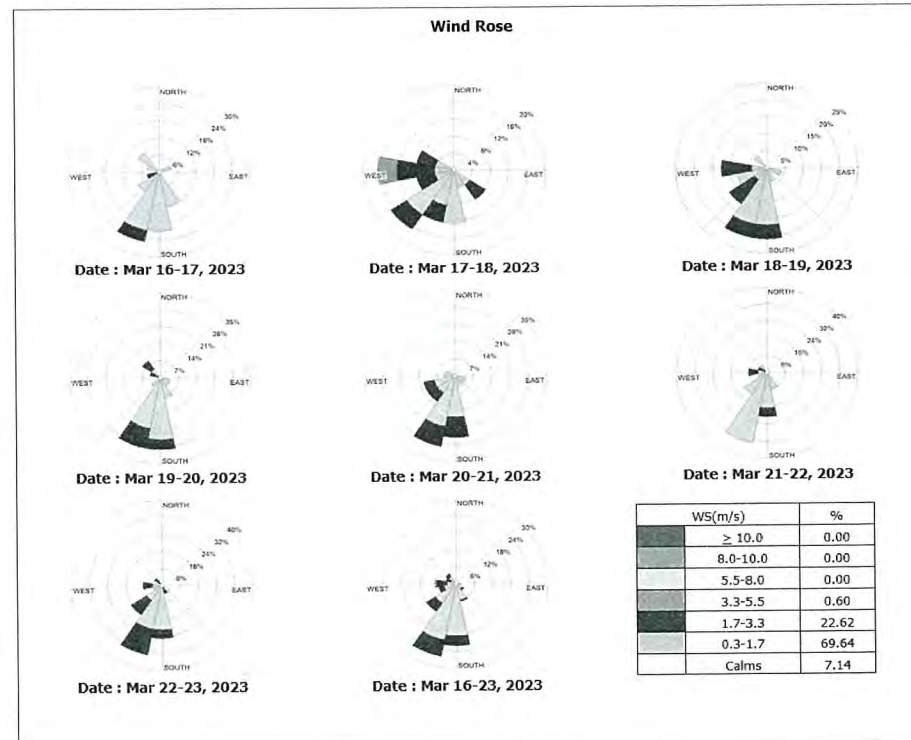 Wind Rose
NORTH
30%
24%
18%
12%
6%
WEST
EAST
SOUTH
Date : Mar 16-17, 2023
NORTH
20%
16%
12%
8%
4%
WEST
EAST
SOUTH
Date : Mar 17-18, 2023
NORTH
25%
20%
15%
10%
5%
WEST
EAST
SOUTH
Date : Mar 18-19, 2023
NORTH
35%
28%
21%
14%
7%
WEST
EAST
SOUTH
Date : Mar 19-20, 2023
NORTH
35%
28%
21%
14%
7%
WEST
EAST
SOUTH
Date : Mar 20-21, 2023
NORTH
40%
32%
24%
16%
8%
WEST
EAST
SOUTH
Date : Mar 21-22, 2023
NORTH
40%
32%
24%
16%
8%
WEST
EAST
SOUTH
Date : Mar 22-23, 2023
NORTH
30%
24%
18%
12%
6%
WEST
EAST
SOUTH
Date : Mar 16-23, 2023
WS(m/s) %
≥ 10.0 0.00
8.0-10.0 0.00
5.5-8.0 0.00
3.3-5.5 0.60
1.7-3.3 22.62
0.3-1.7 69.64
Calms 7.14